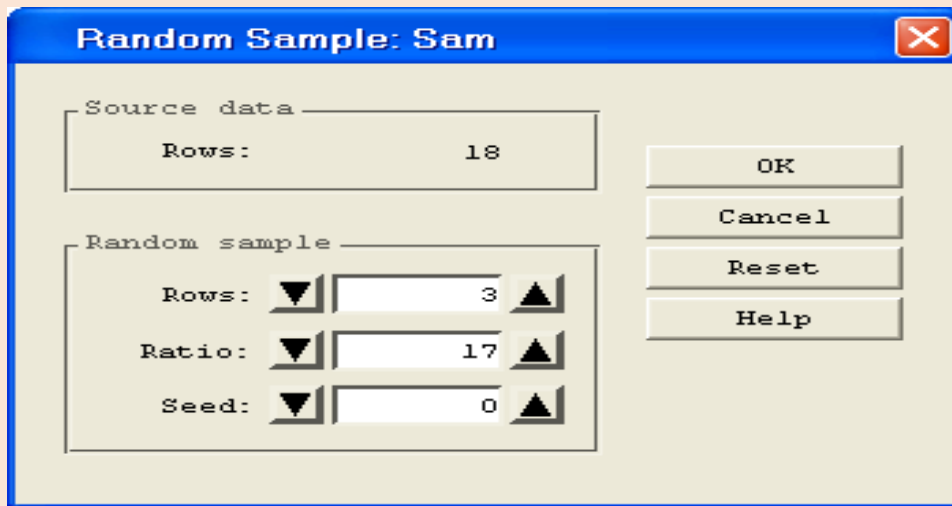 Random Sample: Sam
Source data
Rows: 18
Random sample
Rows: 3
Ratio: 17
Seed: 0
OK
Cancel
Reset
Help